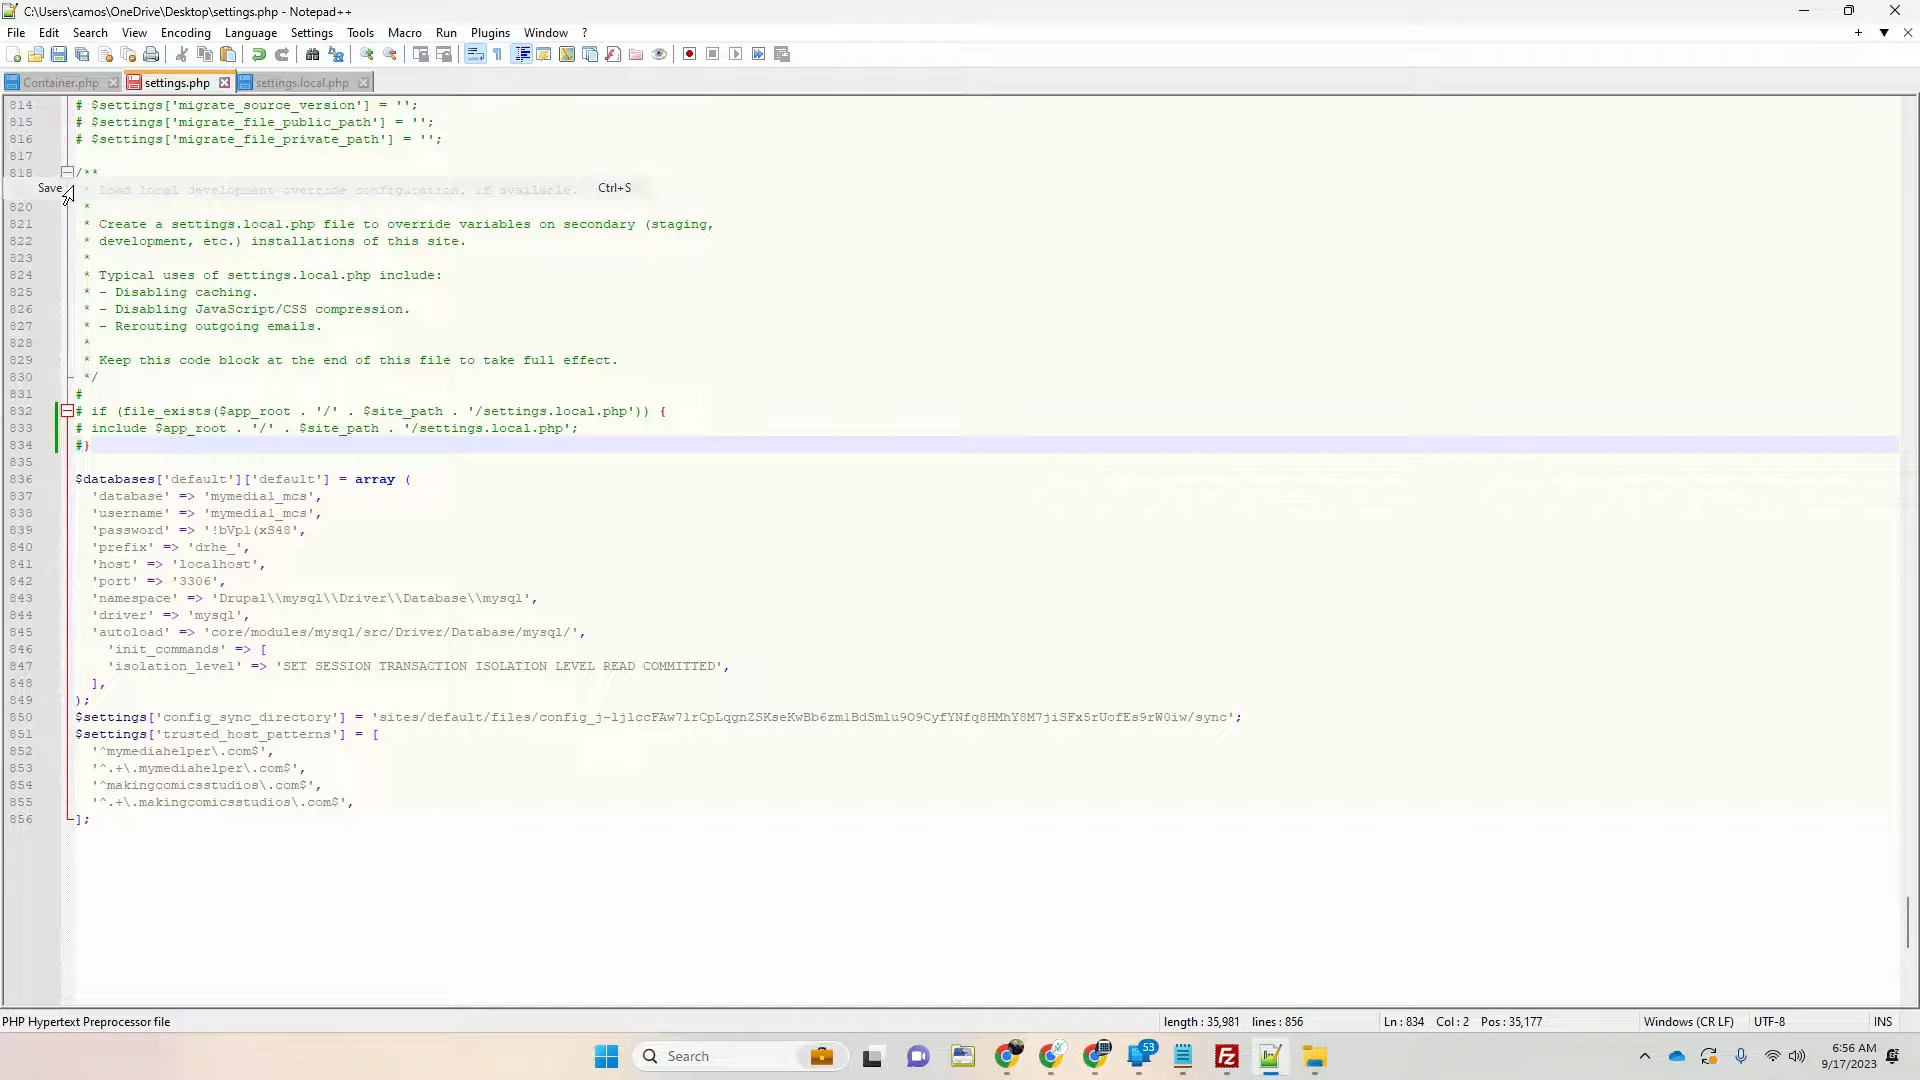 C:\Users\camos\OneDrive\Desktop\settings.php - Notepad++
File Edit Search View Encoding Language Settings Tools Macro Run Plugins Window ?
Container.php settings.php settings.local.php
814 # $settings['migrate_source_version'] = '';
815 # $settings['migrate_file_public_path'] = '';
816 # $settings['migrate_file_private_path'] = '';
817
818 /**
Save * Load local development override configuration, if available. Ctrl+S
820 *
821 * Create a settings.local.php file to override variables on secondary (staging,
822 * development, etc.) installations of this site.
823 *
824 * Typical uses of settings.local.php include:
825 * - Disabling caching.
826 * - Disabling JavaScript/CSS compression.
827 * - Rerouting outgoing emails.
828 *
829 * Keep this code block at the end of this file to take full effect.
830 */
831 #
832 # if (file_exists($app_root . '/' . $site_path . '/settings.local.php')) {
833 # include $app_root . '/' . $site_path . '/settings.local.php';
834 #}
835
836 $databases['default']['default'] = array (
837 'database' => 'mymedial_mcs',
838 'username' => 'mymedial_mcs',
839 'password' => '!bVpl(xS48',
840 'prefix' => 'drhe_',
841 'host' => 'localhost',
842 'port' => '3306',
843 'namespace' => 'Drupal\\mysql\\Driver\\Database\\mysql',
844 'driver' => 'mysql',
845 'autoload' => 'core/modules/mysql/src/Driver/Database/mysql/',
846 'init_commands' => [
847 'isolation_level' => 'SET SESSION TRANSACTION ISOLATION LEVEL READ COMMITTED',
848 ],
849 );
850 $settings['config_sync_directory'] =
851 $settings['trusted_host_patterns'] = [
852 '^mymediahelper\.com$',
853 '^.+\.mymediahelper\.com$',
854 '^makingcomicsstudios\.com$',
855 '^.+\.makingcomicsstudios\.com$',
856 ];
PHP Hypertext Preprocessor file length : 35,981 lines : 856 Ln : 834 Col : 2 Pos : 35,177 Windows (CR LF) UTF-8 INS
Search 53 6:56 AM
9/17/2023